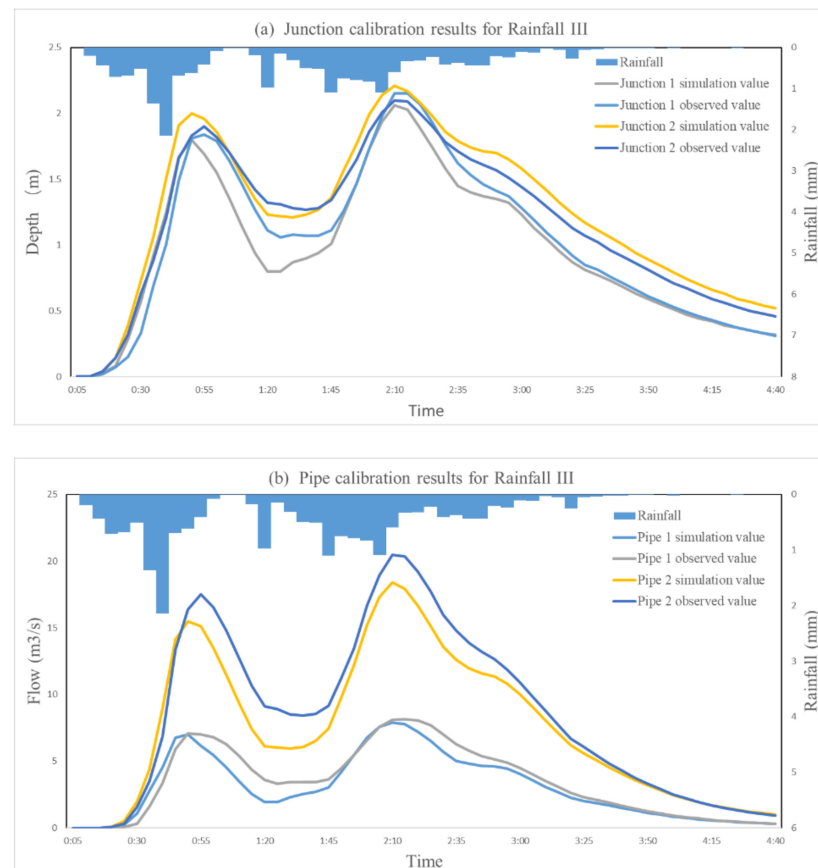 (a) Junction calibration results for Rainfall III
2.5
2
1.5
1
0.5
0
Depth (m)
0
1
2
3
4
5
6
7
8
Rainfall (mm)
Rainfall
Junction 1 simulation value
Junction 1 observed value
Junction 2 simulation value
Junction 2 observed value
0:05 0:30 0:55 1:20 1:45 2:10 2:35 3:00 3:25 3:50 4:15 4:40
Time
(b) Pipe calibration results for Rainfall III
25
20
15
10
5
0
Flow (m3/s)
0
1
2
3
4
5
6
Rainfall (mm)
Rainfall
Pipe 1 simulation value
Pipe 1 observed value
Pipe 2 simulation value
Pipe 2 observed value
0:05 0:30 0:55 1:20 1:45 2:10 2:35 3:00 3:25 3:50 4:15 4:40
Time